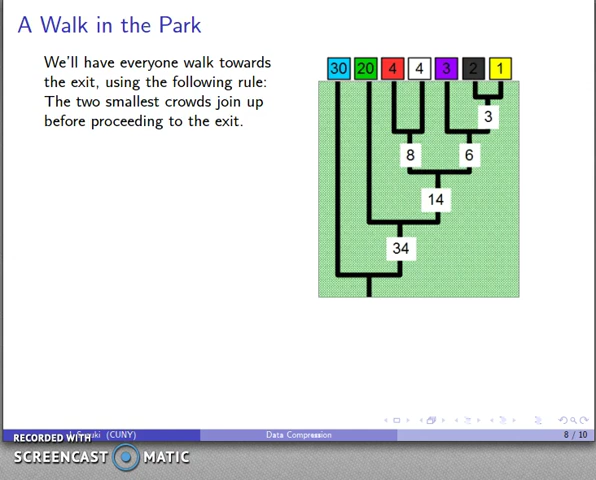 A Walk in the Park
We'll have everyone walk towards
the exit, using the following rule:
The two smallest crowds join up
before proceeding to the exit.
30 20 4 4 3 2 1
3
8 6
14
34
(CUNY) Data Compression 8 / 10
RECORDED WITH
SCREENCAST MATIC